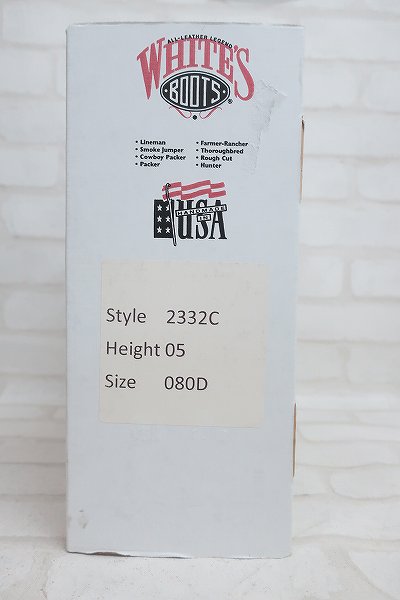 ALL-LEATHER LEGEND®
WHITE'S
BOOTS®
• Lineman
• Smoke Jumper
• Cowboy Packer
• Packer
• Farmer-Rancher
• Thoroughbred
• Rough Cut
• Hunter
HANDMADE
IN
USA
Style 2332C
Height 05
Size 080D